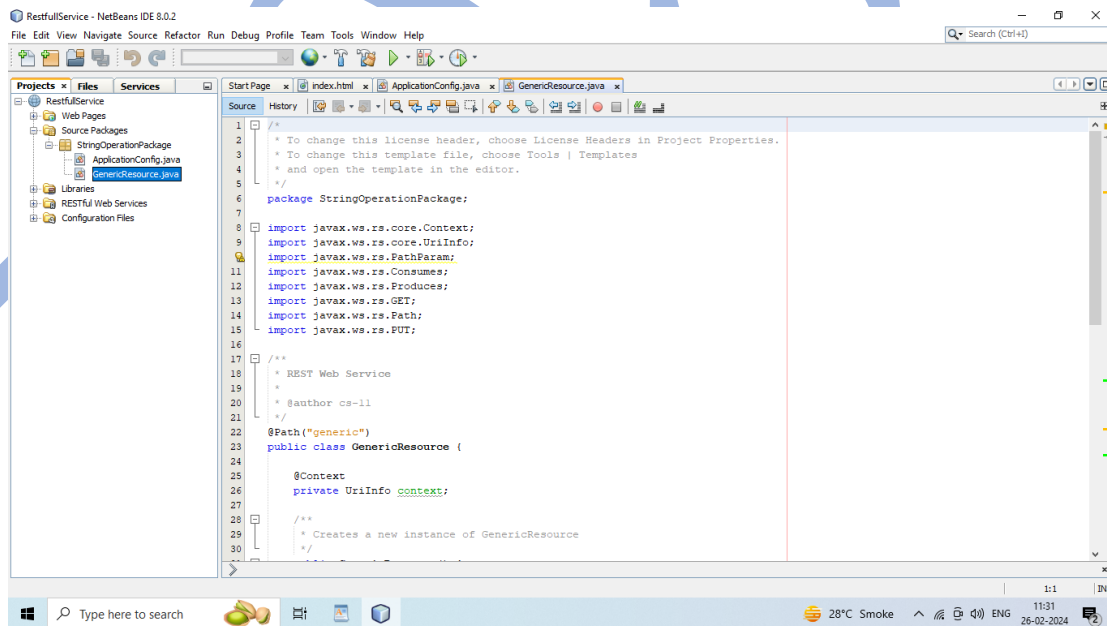 RestfullService - NetBeans IDE 8.0.2
File Edit View Navigate Source Refactor Run Debug Profile Team Tools Window Help
Search (Ctrl+I)
Projects Files Services
RestfullService
Web Pages
Source Packages
StringOperationPackage
ApplicationConfig.java
GenericResource.java
Libraries
RESTful Web Services
Configuration Files
Start Page index.html ApplicationConfig.java GenericResource.java
Source History
1 /*
2 * To change this license header, choose License Headers in Project Properties.
3 * To change this template file, choose Tools | Templates
4 * and open the template in the editor.
5 */
6 package StringOperationPackage;
7
8 import javax.ws.rs.core.Context;
9 import javax.ws.rs.core.UriInfo;
import javax.ws.rs.PathParam;
11 import javax.ws.rs.Consumes;
12 import javax.ws.rs.Produces;
13 import javax.ws.rs.GET;
14 import javax.ws.rs.Path;
15 import javax.ws.rs.PUT;
16
17 /**
18 * REST Web Service
19 *
20 * @author cs-ll
21 */
22 @Path("generic")
23 public class GenericResource {
24
25 @Context
26 private UriInfo context;
27
28 /**
29 * Creates a new instance of GenericResource
30 */
1:1 IN
Type here to search
28°C Smoke
ENG
11:31
26-02-2024
2